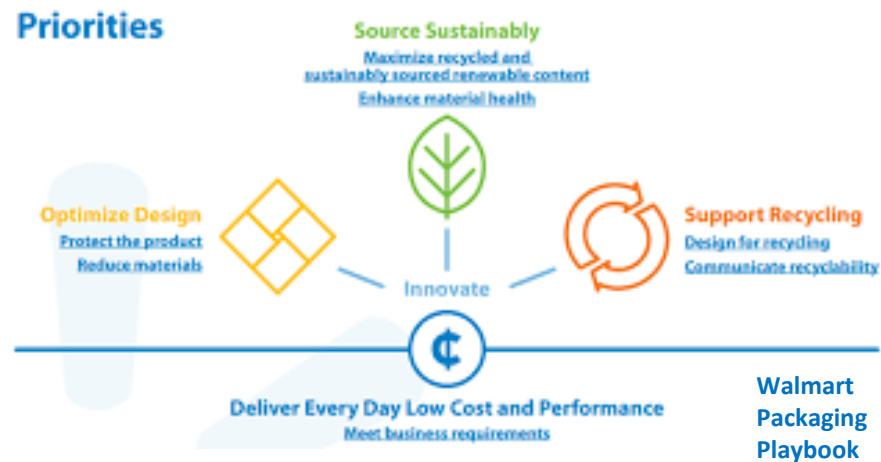 Priorities
Source Sustainably
Maximize recycled and
sustainably sourced renewable content
Enhance material health
Optimize Design
Protect the product
Reduce materials
Support Recycling
Design for recycling
Communicate recyclability
Innovate
¢
Deliver Every Day Low Cost and Performance
Meet business requirements
Walmart
Packaging
Playbook